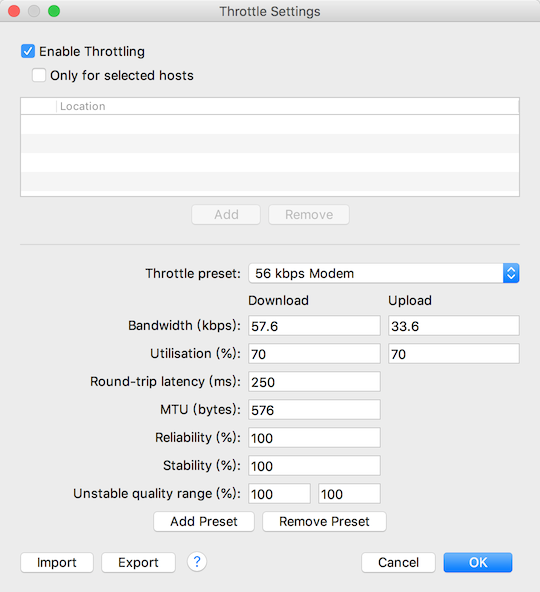 Throttle Settings
Enable Throttling
Only for selected hosts
Location
Add Remove
Throttle preset: 56 kbps Modem
Download Upload
Bandwidth (kbps): 57.6 33.6
Utilisation (%): 70 70
Round-trip latency (ms): 250
MTU (bytes): 576
Reliability (%): 100
Stability (%): 100
Unstable quality range (%): 100 100
Add Preset Remove Preset
Import Export ? Cancel OK